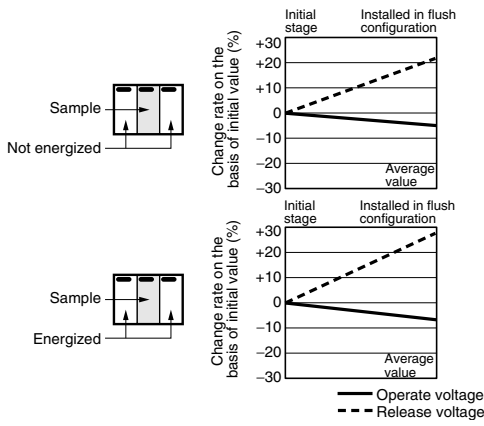 Initial
stage
Installed in flush
configuration
Change rate on the
basis of initial value (%)
+30
+20
+10
0
−10
−20
−30
Average
value
Sample
Not energized
Initial
stage
Installed in flush
configuration
Change rate on the
basis of initial value (%)
+30
+20
+10
0
−10
−20
−30
Average
value
Sample
Energized
Operate voltage
Release voltage